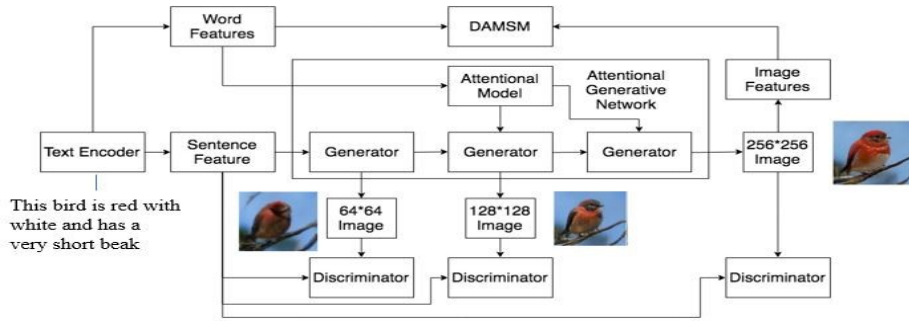 Word
Features
DAMSM
Attentional
Model
Attentional
Generative
Network
Image
Features
Text Encoder
Sentence
Feature
Generator
Generator
Generator
256*256
Image
This bird is red with
white and has a
very short beak
64*64
Image
128*128
Image
Discriminator
Discriminator
Discriminator